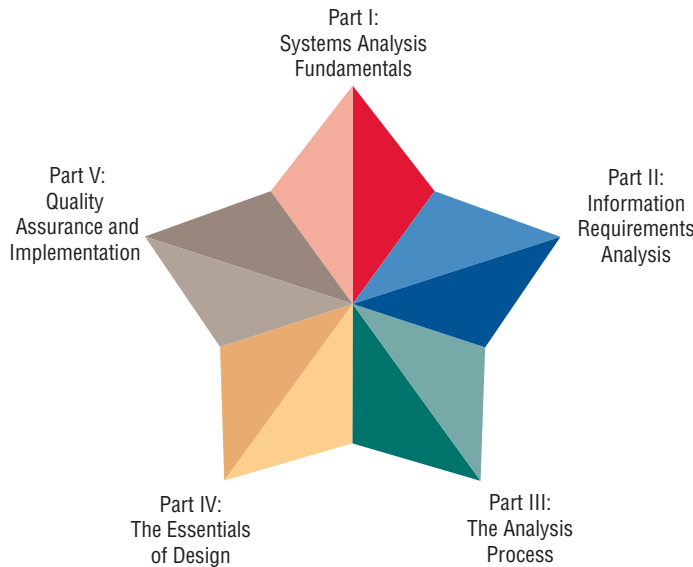 Part I:
Systems Analysis
Fundamentals
Part II:
Information
Requirements
Analysis
Part III:
The Analysis
Process
Part IV:
The Essentials
of Design
Part V:
Quality
Assurance and
Implementation